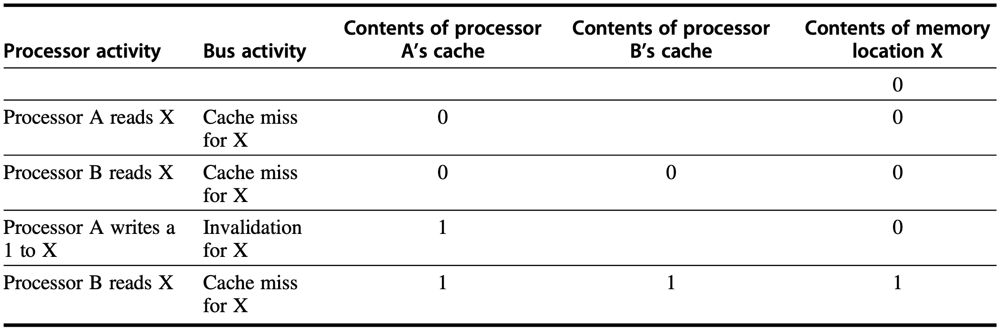 Contents of processor Contents of processor Contents of memory
Processor activity Bus activity A’s cache B’s cache location X
0
Processor A reads X Cache miss 0 0
for X
Processor B reads X Cache miss 0 0 0
for X
Processor A writes a Invalidation 1 0
1 to X for X
Processor B reads X Cache miss 1 1 1
for X